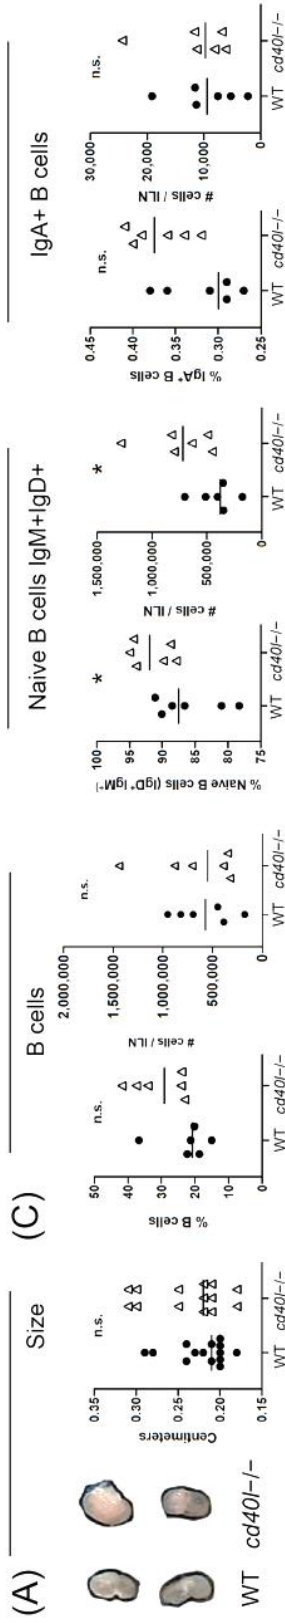 (A)
Size
WT cd40l−/−
Centimeters
0.35
0.30
0.25
0.20
0.15
n.s.
WT cd40l−/−
(C)
B cells
% B cells
50
40
30
20
10
0
n.s.
WT cd40l−/−
# cells / ILN
2,000,000
1,500,000
1,000,000
500,000
0
n.s.
WT cd40l−/−
Naive B cells IgM+IgD+
% Naive B cells (IgD⁺IgM⁺)
100
95
90
85
80
75
*
WT cd40l−/−
# cells / ILN
1,500,000
1,000,000
500,000
0
*
WT cd40l−/−
IgA+ B cells
% IgA⁺ B cells
0.45
0.40
0.35
0.30
0.25
n.s.
WT cd40l−/−
# cells / ILN
30,000
20,000
10,000
0
n.s.
WT cd40l−/−